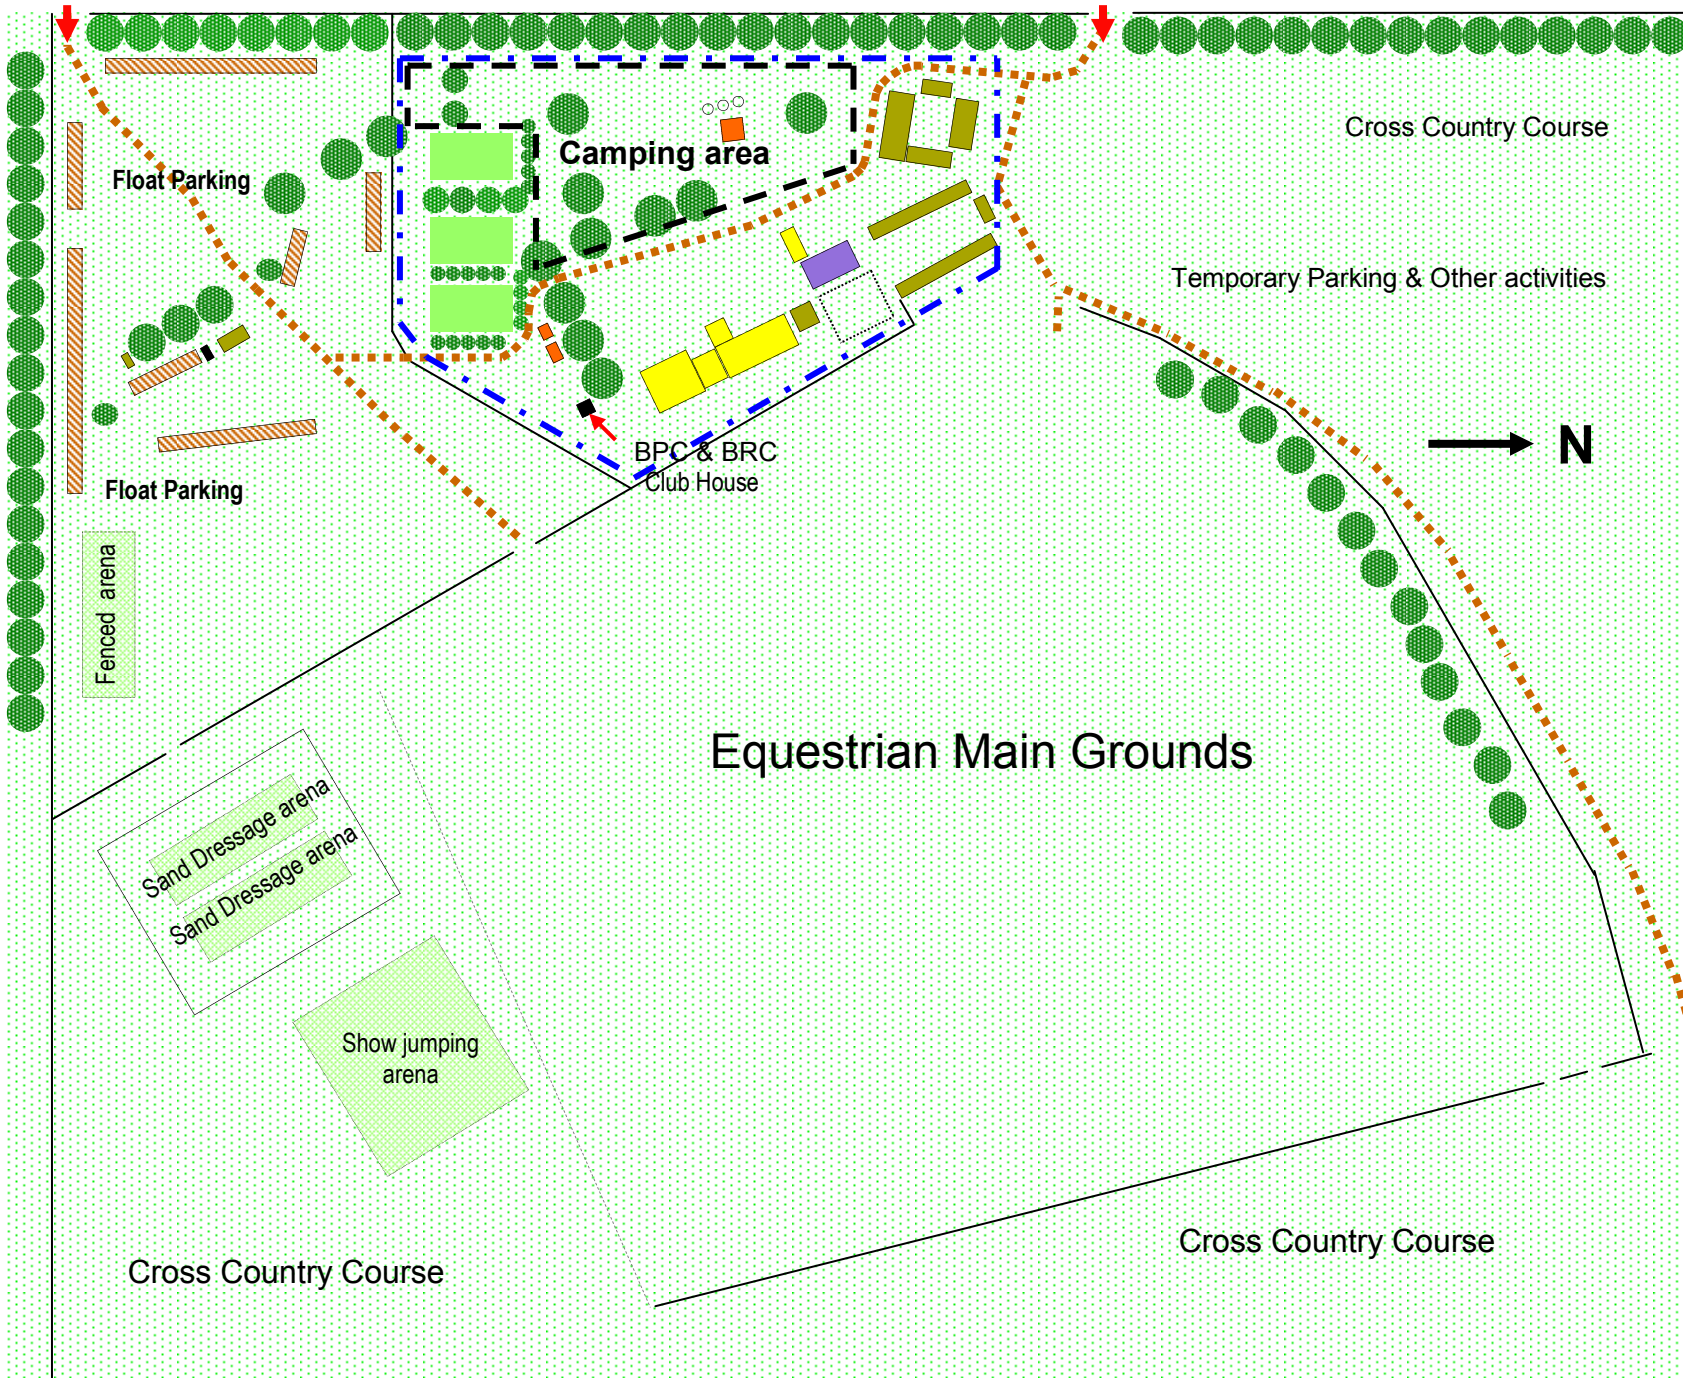 Cross Country Course
Camping area
Float Parking
Temporary Parking & Other activities
N
BPC & BRC
Club House
Float Parking
Fenced arena
Equestrian Main Grounds
Sand Dressage arena
Sand Dressage arena
Show jumping
arena
Cross Country Course
Cross Country Course